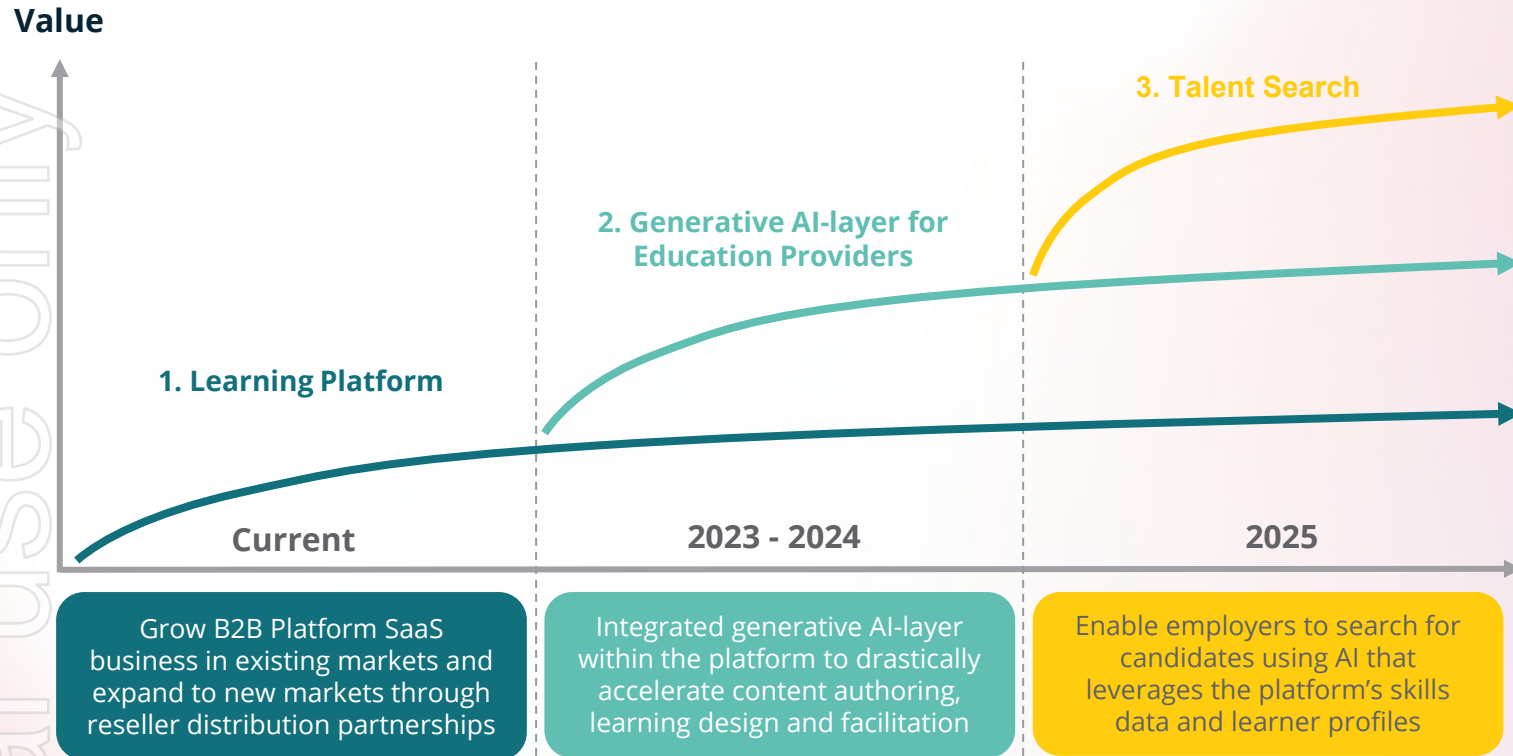 Value
3. Talent Search
2. Generative AI-layer for
Education Providers
1. Learning Platform
Current
2023 - 2024
2025
Grow B2B Platform SaaS
business in existing markets and
expand to new markets through
reseller distribution partnerships
Integrated generative AI-layer
within the platform to drastically
accelerate content authoring,
learning design and facilitation
Enable employers to search for
candidates using AI that
leverages the platform's skills
data and learner profiles
use only